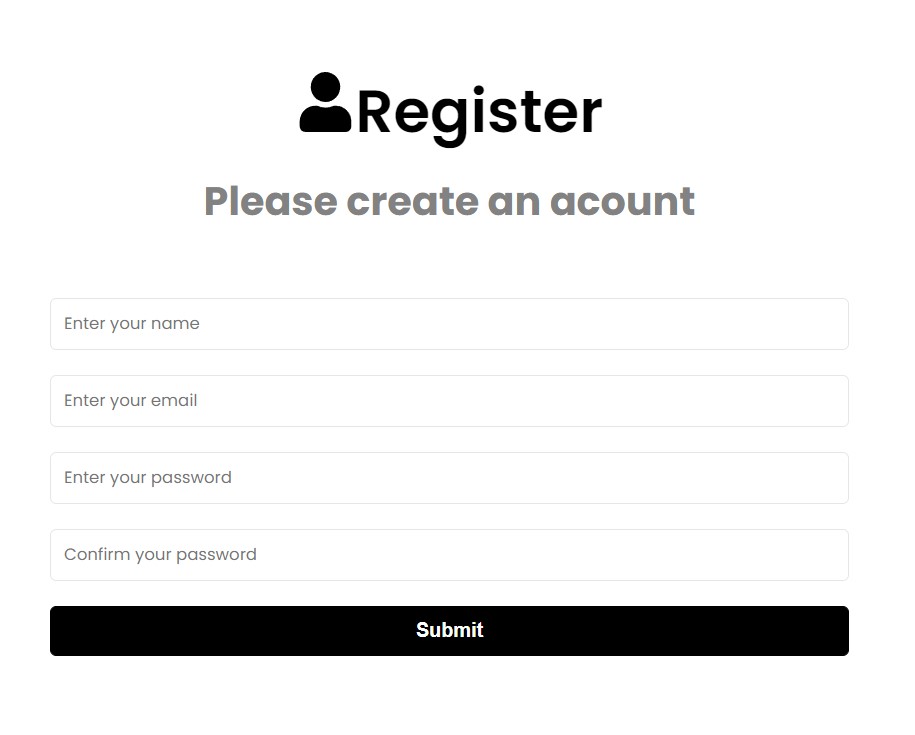 Register
Please create an acount
Enter your name
Enter your email
Enter your password
Confirm your password
Submit